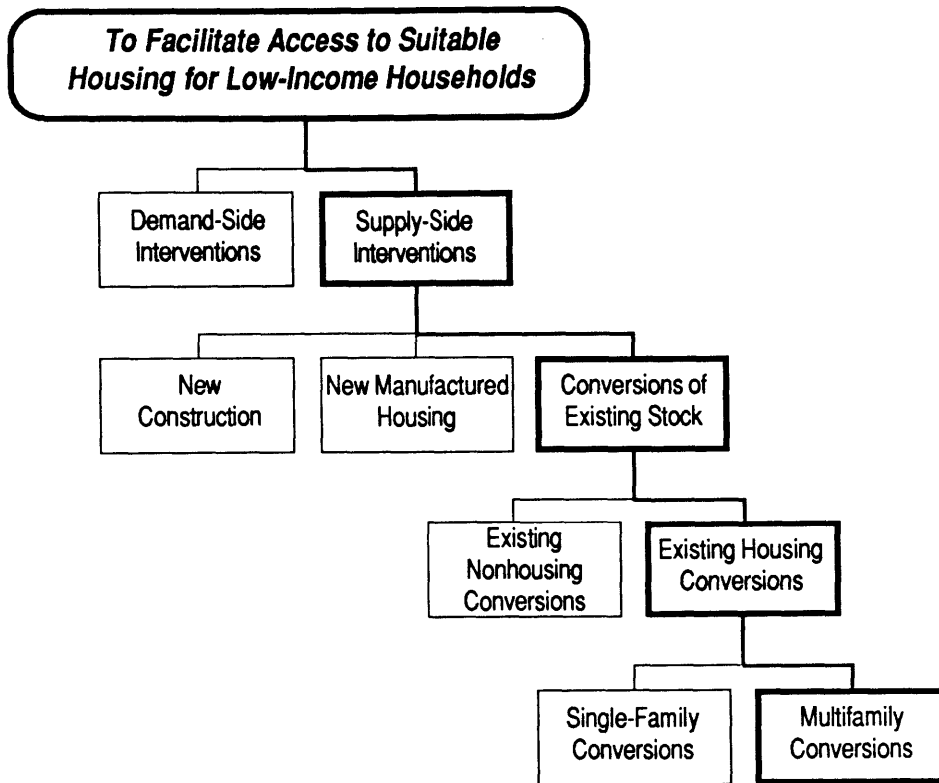 To Facilitate Access to Suitable
Housing for Low-Income Households
Demand-Side
Interventions
Supply-Side
Interventions
New
Construction
New Manufactured
Housing
Conversions of
Existing Stock
Existing
Nonhousing
Conversions
Existing Housing
Conversions
Single-Family
Conversions
Multifamily
Conversions